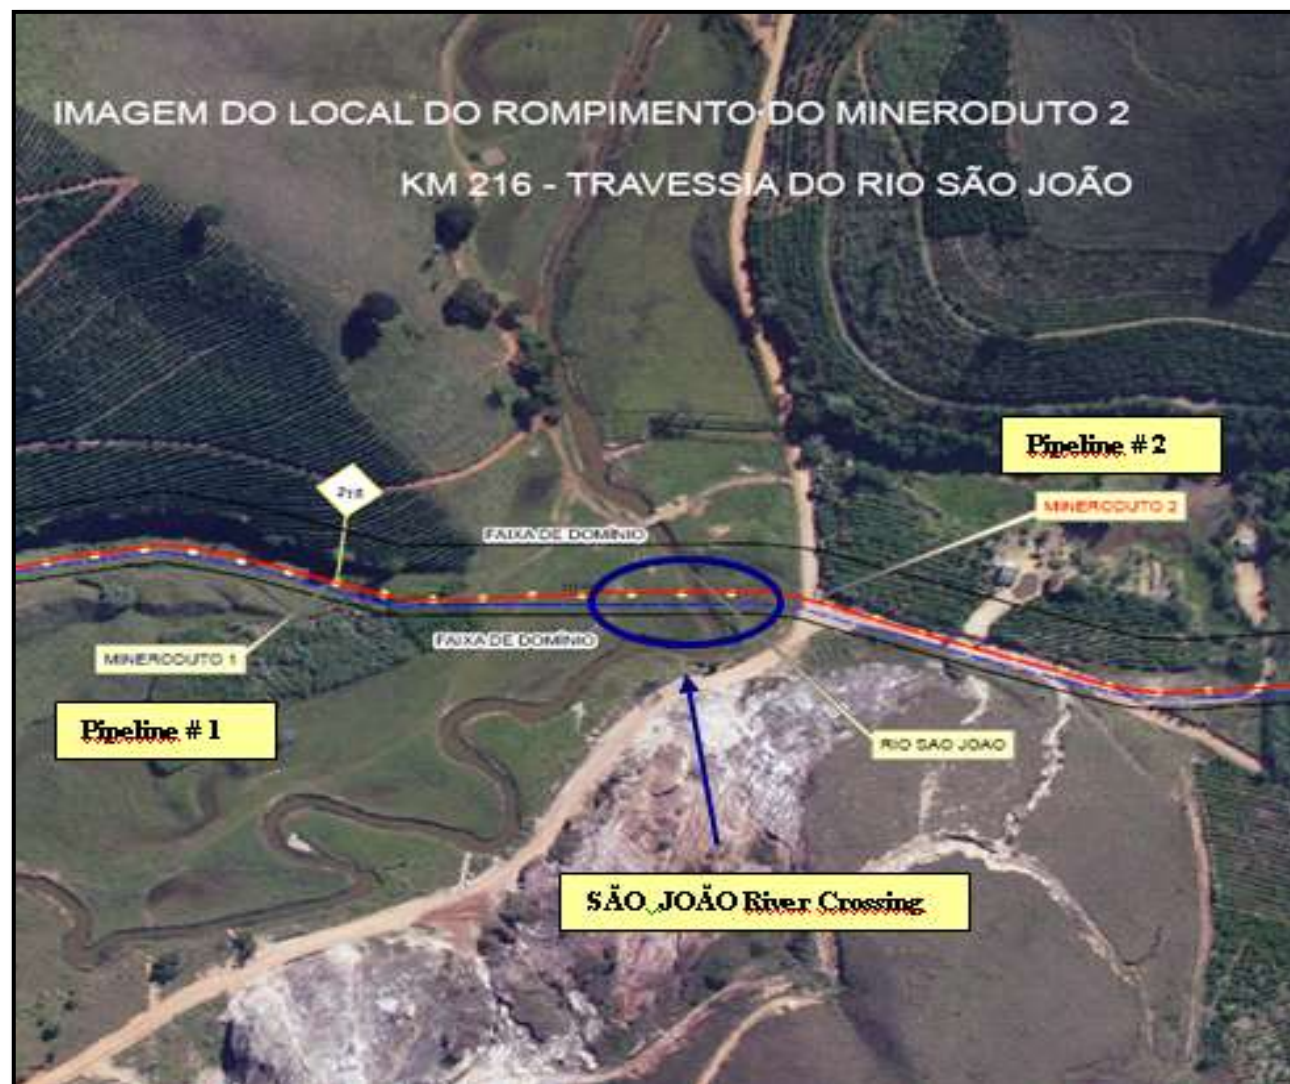 IMAGEM DO LOCAL DO ROMPIMENTO DO MINERODUTO 2
KM 216 - TRAVESSIA DO RIO SÃO JOÃO
Pipeline # 2
216
MINERODUTO 2
FAIXA DE DOMÍNIO
FAIXA DE DOMÍNIO
MINERODUTO 1
Pipeline # 1
RIO SAO JOAO
SÃO JOÃO River Crossing